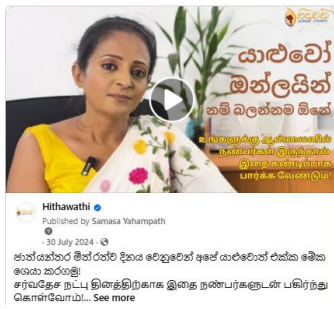 යාළුවෝ
ඔන්ලයින්
නම් බලන්නම ඕනේ
உங்களுக்கு ஆன்லைனில்
நண்பர்கள் இருந்தால்
இதை கண்டிப்பாக
பார்க்க வேண்டும்!
Hithawathi
Published by Samasa Yahampath
· 30 July 2024 ·
ජාත්‍යන්තර මිත්රත්ව දිනය වෙනුවෙන් අපේ යාළුවොත් එක්ක මේක
ශෙයා කරගමු!
சர்வதேச நட்பு தினத்திற்காக இதை நண்பர்களுடன் பகிர்ந்து
கொள்வோம்!... See more